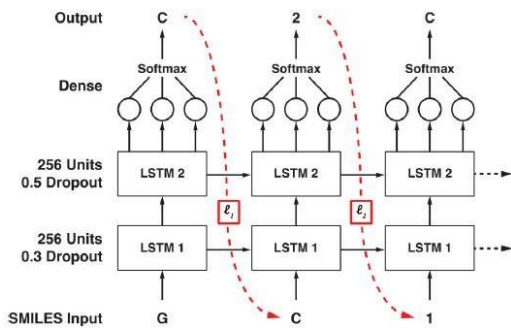 Output C 2 C
Softmax Softmax Softmax
Dense
256 Units
0.5 Dropout
LSTM 2 LSTM 2 LSTM 2
ℓ₁ ℓ₂
256 Units
0.3 Dropout
LSTM 1 LSTM 1 LSTM 1
SMILES Input G C 1